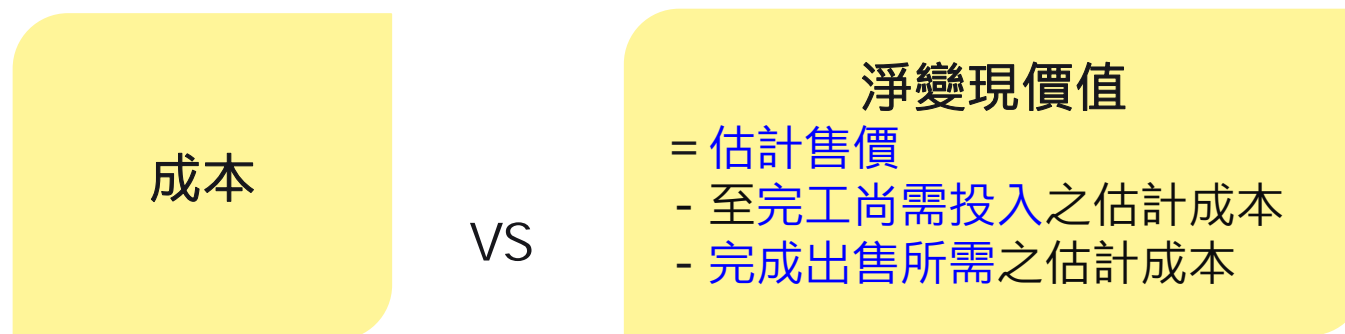 成本
VS
淨變現價值
= 估計售價
- 至完工尚需投入之估計成本
- 完成出售所需之估計成本